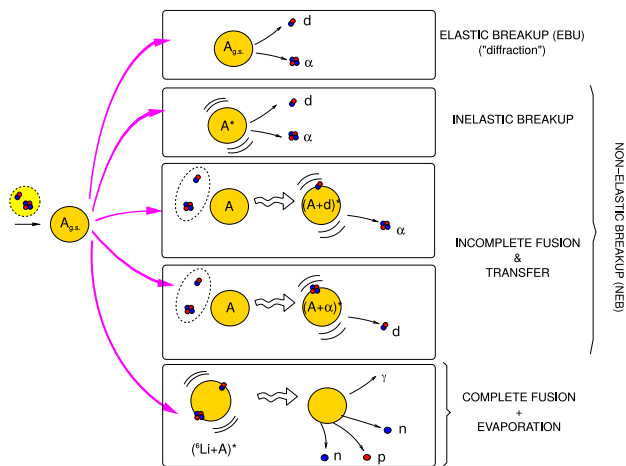 A g.s.
d
α
ELASTIC BREAKUP (EBU)
("diffraction")
A*
d
α
INELASTIC BREAKUP
A g.s.
A
(A+d)*
α
INCOMPLETE FUSION
&
TRANSFER
A
(A+α)*
d
NON-ELASTIC BREAKUP (NEB)
(⁶Li+A)*
γ
n
n
p
COMPLETE FUSION
+
EVAPORATION